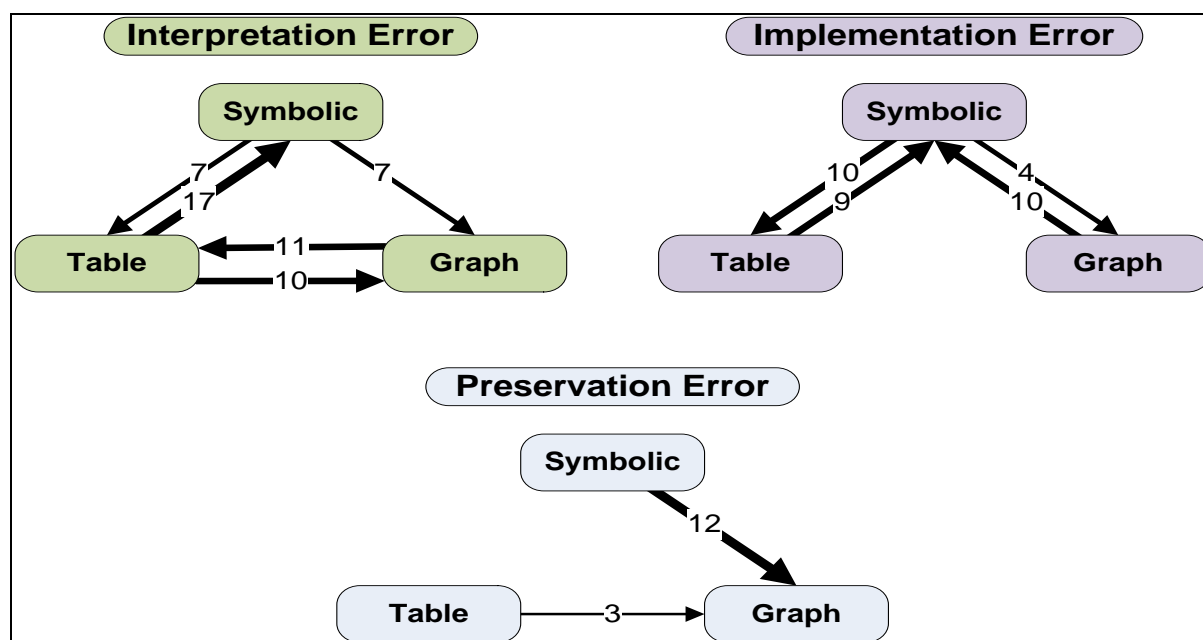 Interpretation Error
Symbolic
7
7
17
11
Table
Graph
10
Implementation Error
Symbolic
10
4
9
10
Table
Graph
Preservation Error
Symbolic
12
Table
3
Graph